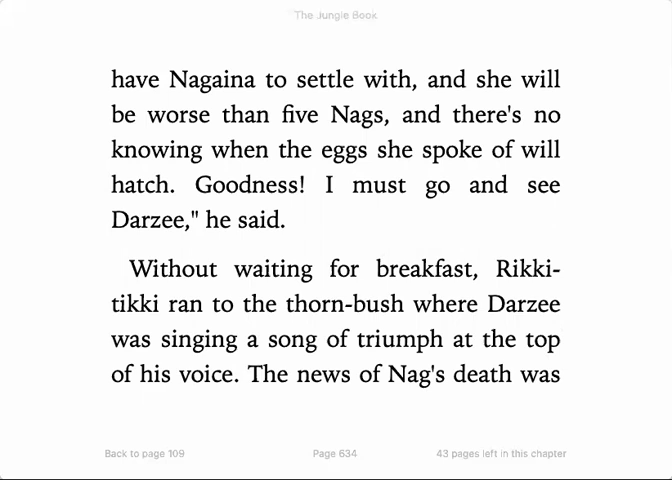 The Jungle Book
have Nagaina to settle with, and she will
be worse than five Nags, and there's no
knowing when the eggs she spoke of will
hatch. Goodness! I must go and see
Darzee," he said.
Without waiting for breakfast, Rikki-
tikki ran to the thorn-bush where Darzee
was singing a song of triumph at the top
of his voice. The news of Nag's death was
Back to page 109 Page 634 43 pages left in this chapter